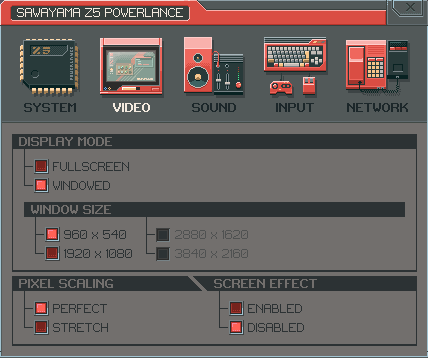 SAWAYAMA Z5 POWERLANCE
Z5
SYSTEM VIDEO SOUND INPUT NETWORK
DISPLAY MODE
FULLSCREEN
WINDOWED
WINDOW SIZE
960 x 540 2880 x 1620
1920 x 1080 3840 x 2160
PIXEL SCALING SCREEN EFFECT
PERFECT ENABLED
STRETCH DISABLED